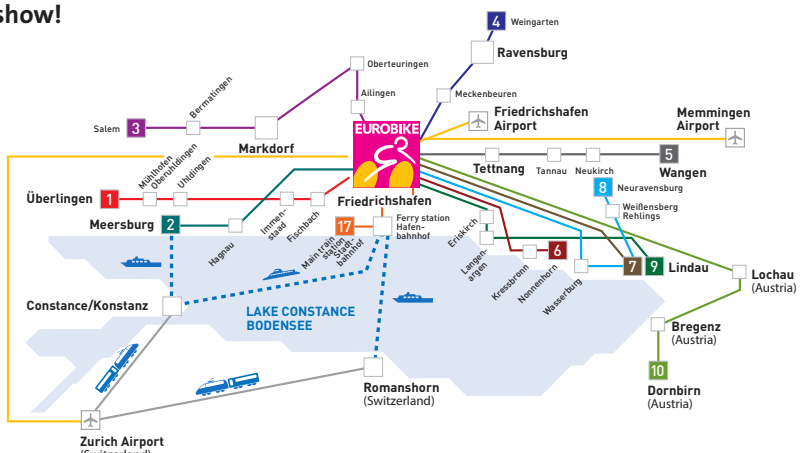 show!
4 Weingarten
Ravensburg
Oberteuringen
Ailingen
Meckenbeuren
Bermatingen
Salem 3
Markdorf
EUROBIKE
Friedrichshafen
Airport
Memmingen
Airport
Tettnang
Tannau
Neukirch
5
Wangen
8 Neuravensburg
Weißensberg
Rehlings
Mühlhofen
Oberuhldingen
Uhldingen
Überlingen 1
Immen-
staad
Fischbach
Friedrichshafen
Meersburg 2
Hagnau
17
Main train
station
Stadt-
bahnhof
Ferry station
Hafen-
bahnhof
Eriskirch
Langen-
argen
Kressbronn
6
Nonnenhorn
Wasserburg
7 9 Lindau
Lochau
(Austria)
Constance/Konstanz
LAKE CONSTANCE
BODENSEE
Bregenz
(Austria)
10
Dornbirn
(Austria)
Romanshorn
(Switzerland)
Zurich Airport
(Switzerland)